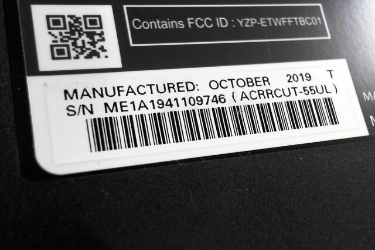 Contains FCC ID : YZP-ETWFFTBC01
MANUFACTURED: OCTOBER 2019 T
S/N ME1A1941109746 ( ACRRCUT-55UL )